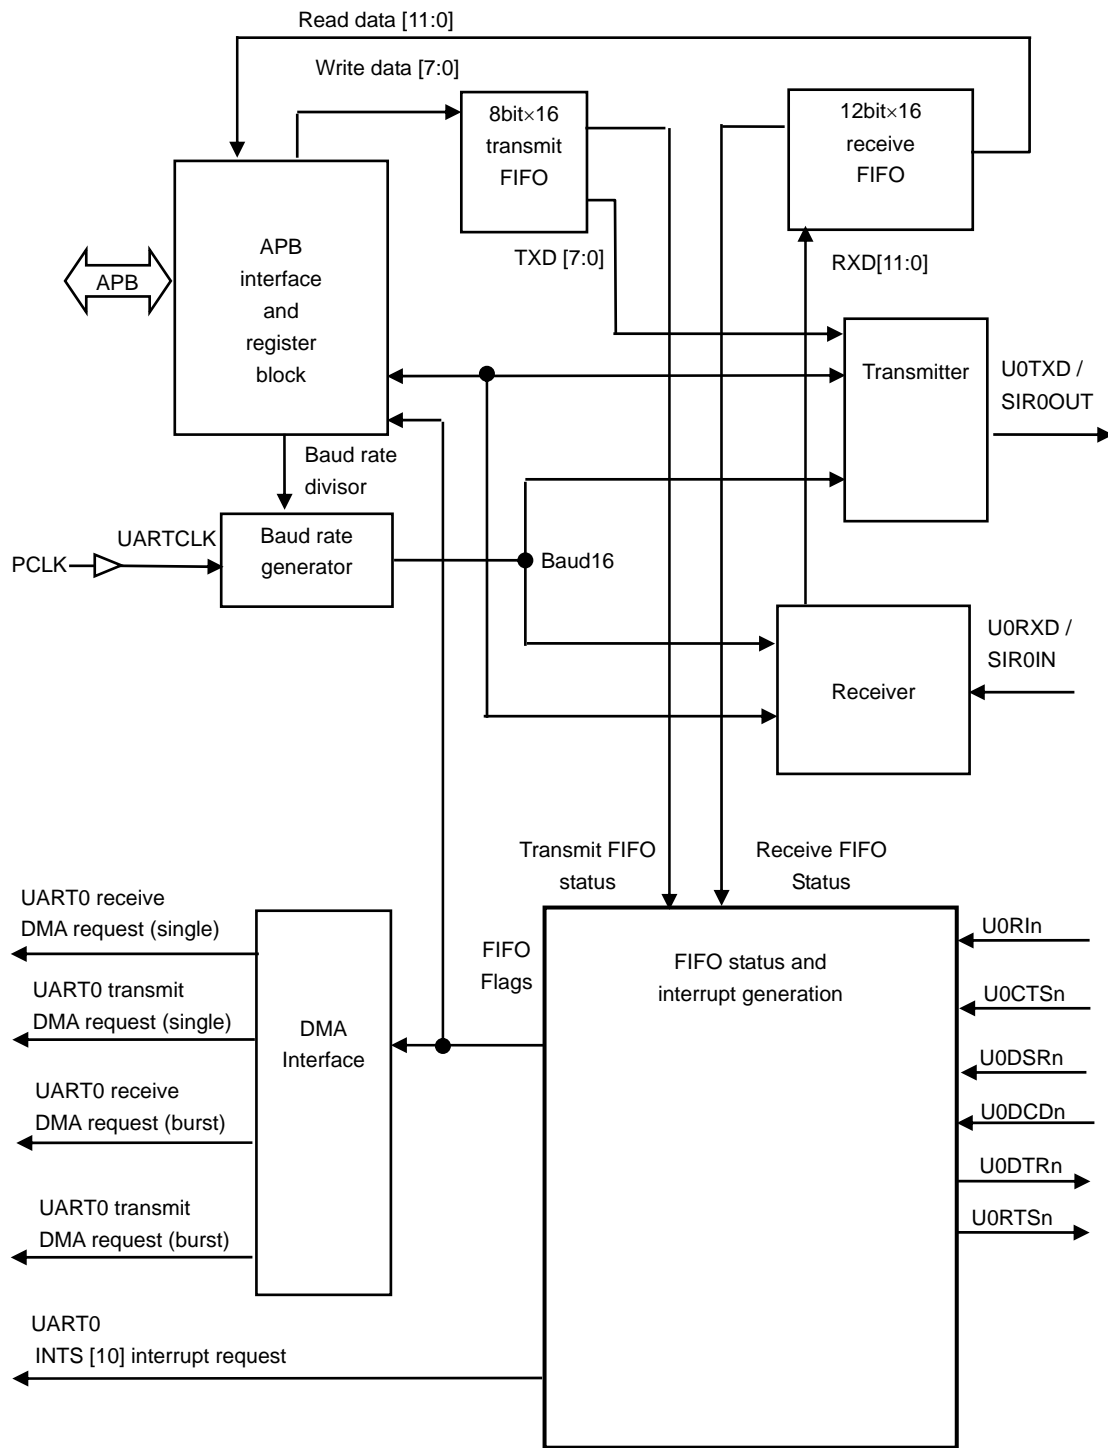 Read data [11:0]
Write data [7:0]
8bit×16
transmit
FIFO
12bit×16
receive
FIFO
APB
interface
and
register
block
APB
TXD [7:0]
RXD[11:0]
Transmitter
U0TXD /
SIR0OUT
Baud rate
divisor
UARTCLK
PCLK
Baud rate
generator
Baud16
U0RXD /
SIR0IN
Receiver
Transmit FIFO
status
Receive FIFO
Status
UART0 receive
DMA request (single)
UART0 transmit
DMA request (single)
UART0 receive
DMA request (burst)
UART0 transmit
DMA request (burst)
DMA
Interface
FIFO
Flags
FIFO status and
interrupt generation
U0RIn
U0CTSn
U0DSRn
U0DCDn
U0DTRn
U0RTSn
UART0
INTS [10] interrupt request